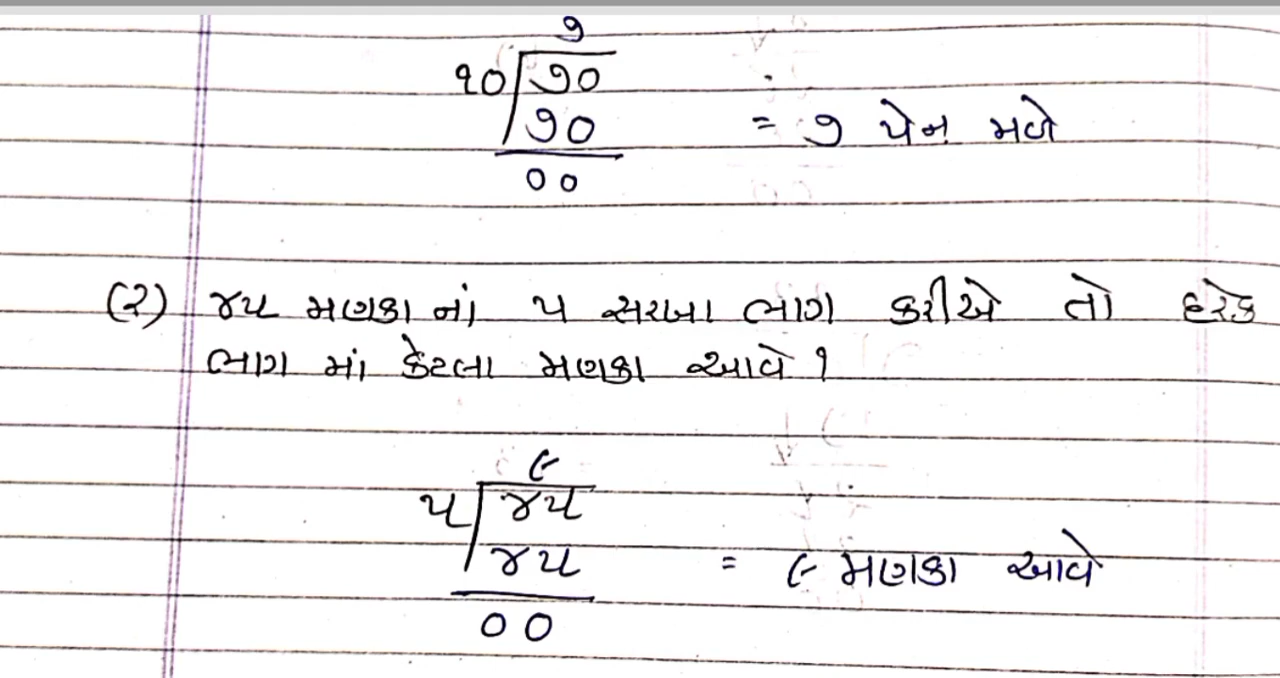 ૭
૧૦ ૭૦
૭૦ = ૭ પેન મળે
૦૦
(૨) ૪૫ મણકા નાં ૫ સરખા ભાગ કરીએ તો દરેક
ભાગ માં કેટલા મણકા આવે ?
૯
૫ ૪૫
૪૫ = ૯ મણકા આવે
૦૦